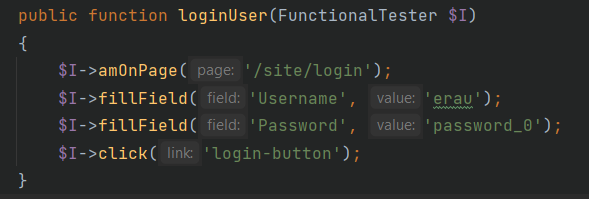 public function loginUser(FunctionalTester $I)
{
$I->amOnPage( page: '/site/login');
$I->fillField( field: 'Username', value: 'erau');
$I->fillField( field: 'Password', value: 'password_0');
$I->click( link: 'login-button');
}